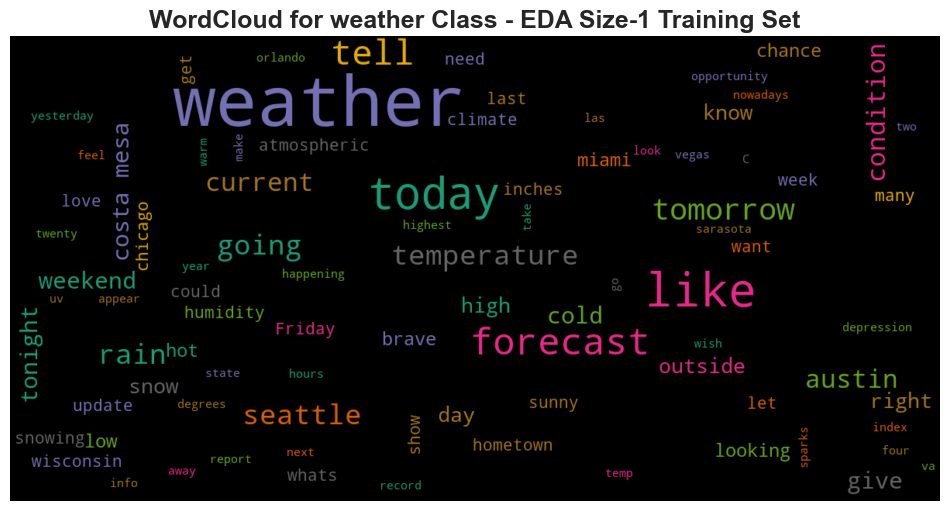 WordCloud for weather Class - EDA Size-1 Training Set
orlando
tell
need
chance
get
condition
opportunity
weather
last
nowadays
know
yesterday
climate
las
two
costa mesa
warm
make
atmospheric
feel
look
vegas
C
miami
current
today
inches
week
many
love
chicago
take
tomorrow
highest
sarasota
twenty
going
want
temperature
year
happening
weekend
could
go
like
uv
appear
high
humidity
cold
tonight
Friday
depression
brave
forecast
wish
rain
hot
outside
snow
state
hours
austin
update
degrees
seattle
day
sunny
let
right
show
snowing
low
hometown
looking
sparks
index
wisconsin
report
next
four
away
whats
temp
va
info
record
give